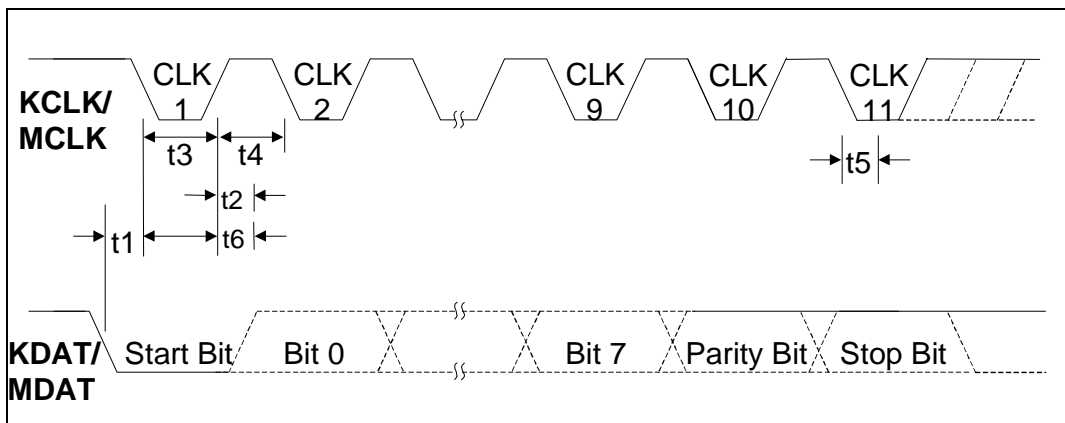 CLK CLK CLK CLK CLK
1 2 9 10 11
KCLK/
MCLK
t3 t4 t5
t2
t1 t6
KDAT/
MDAT
Start Bit Bit 0 Bit 7 Parity Bit Stop Bit